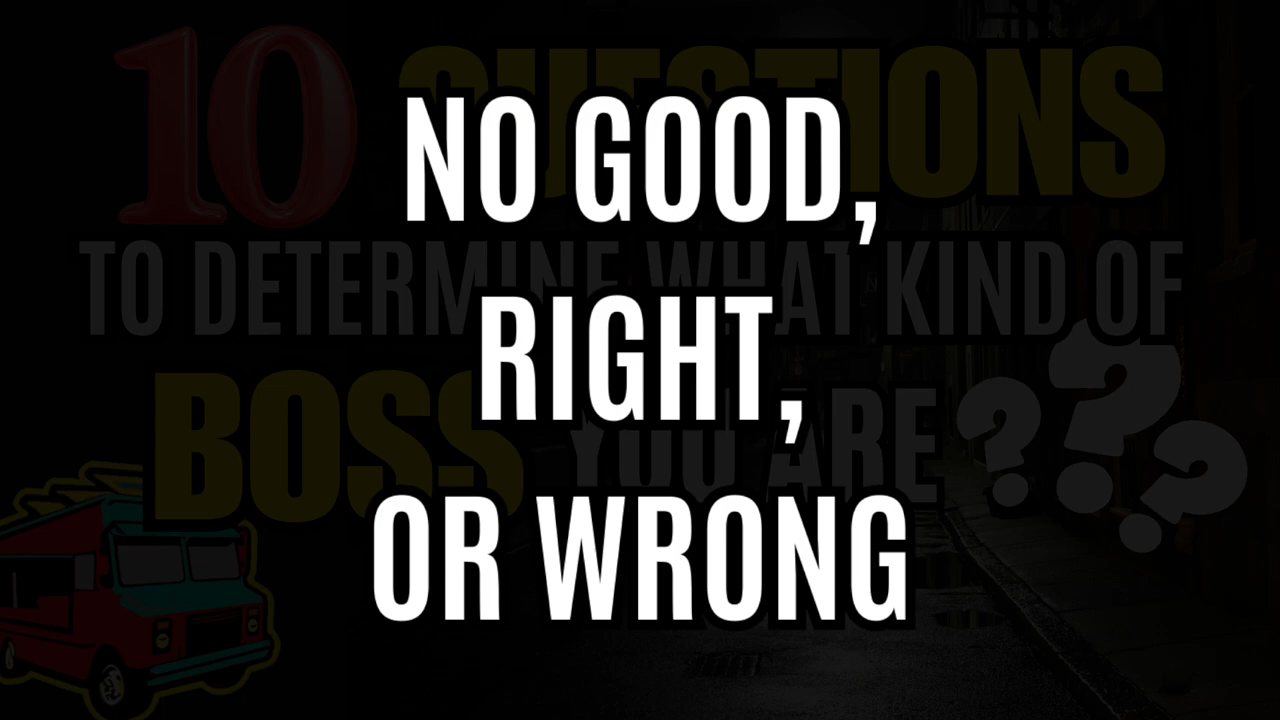 10 QUESTIONS
NO GOOD,
TO DETERMINE WHAT KIND OF
RIGHT,
BOSS YOU ARE ???
OR WRONG